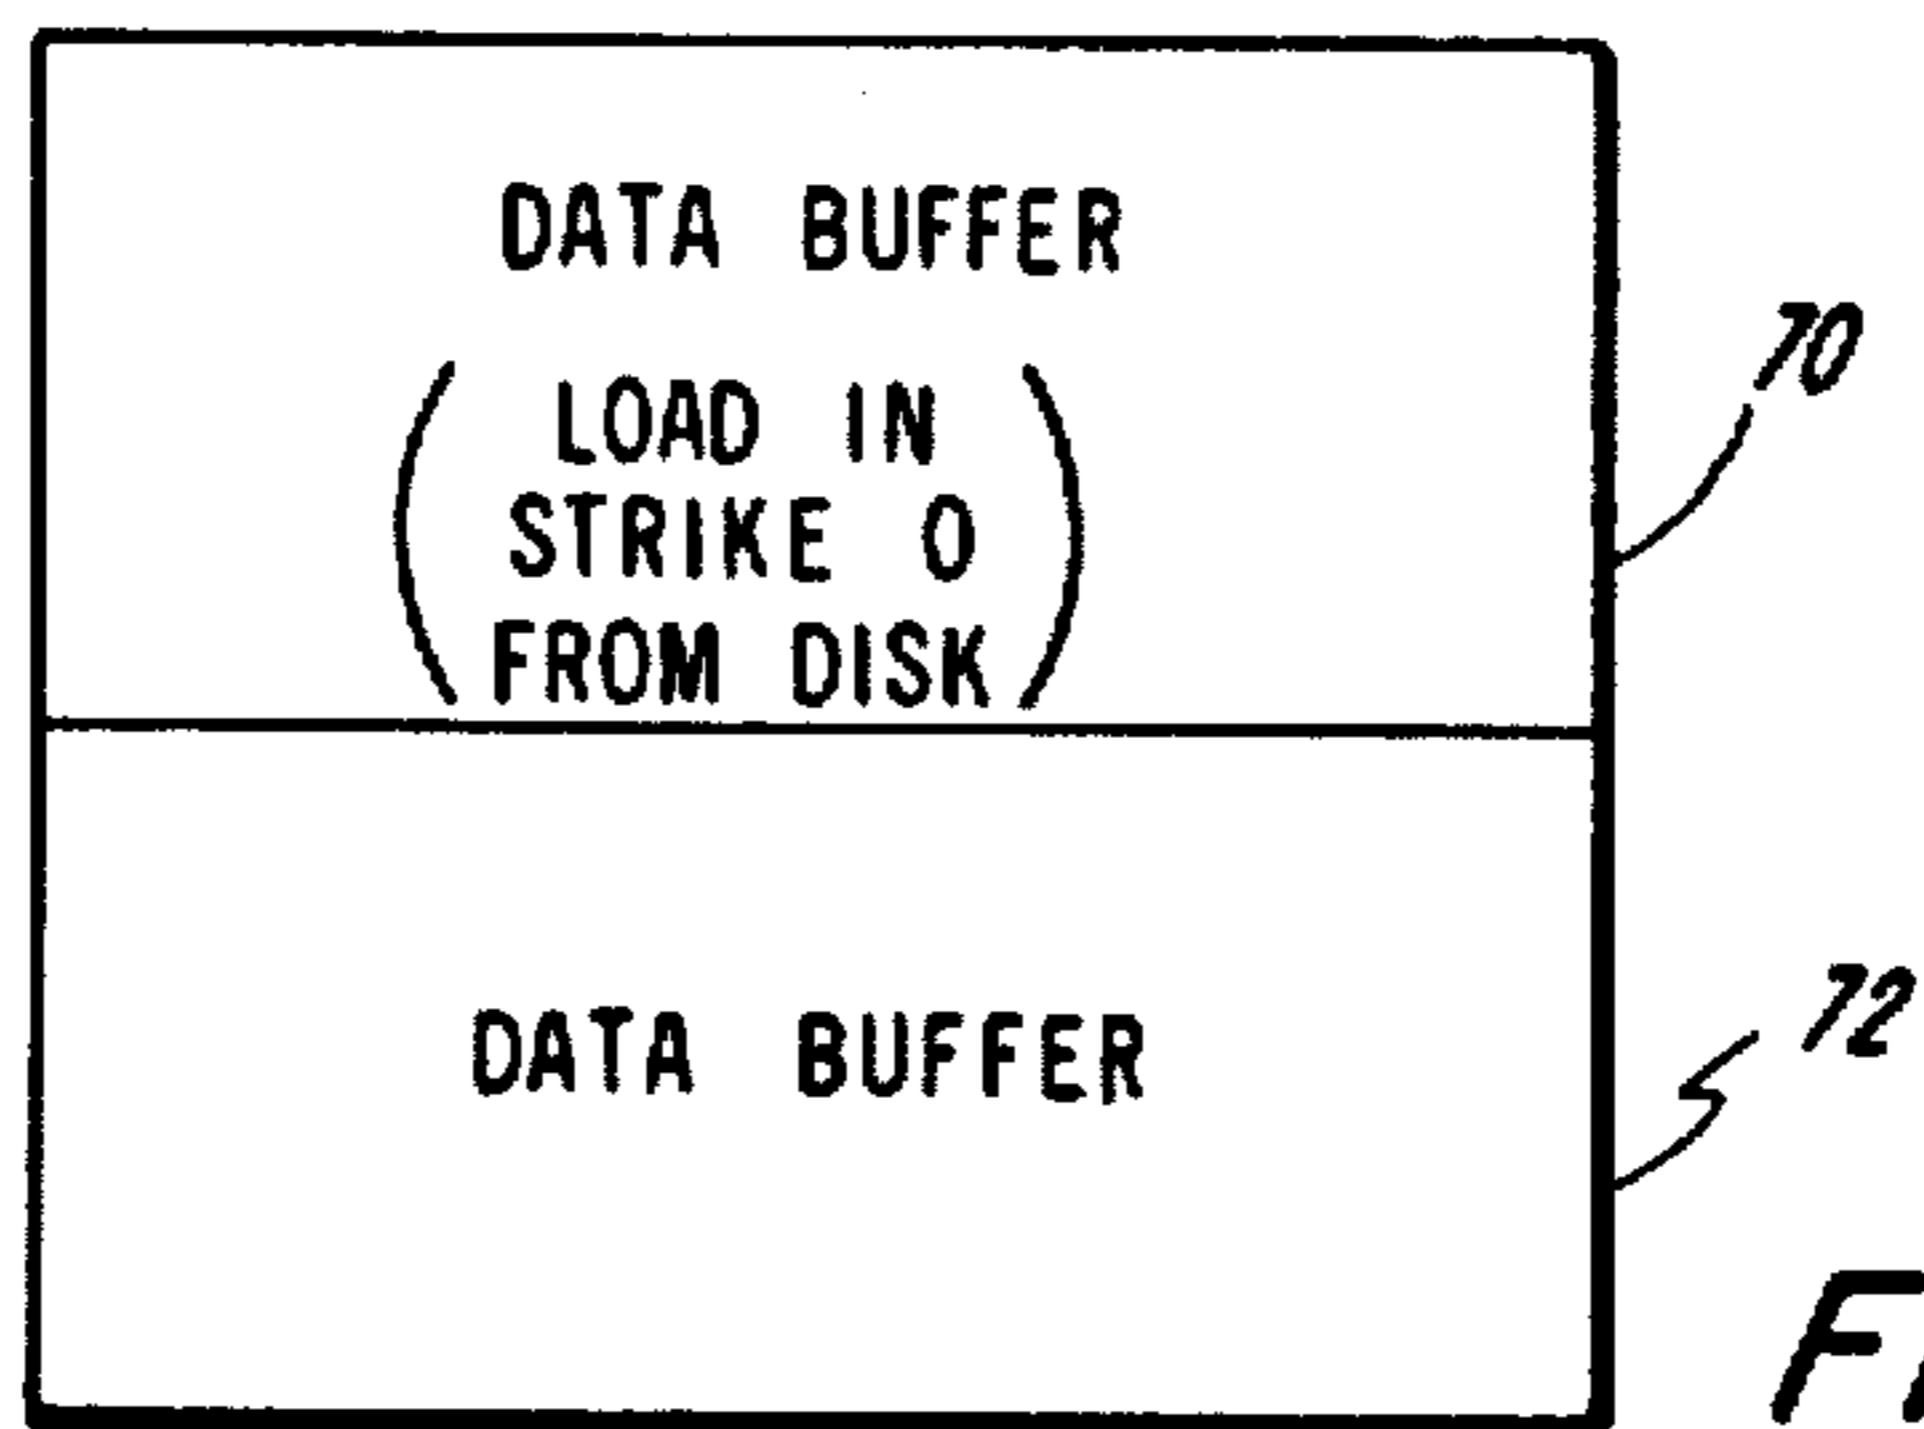 DATA BUFFER
( LOAD IN
STRIKE 0
FROM DISK )
70
DATA BUFFER
72